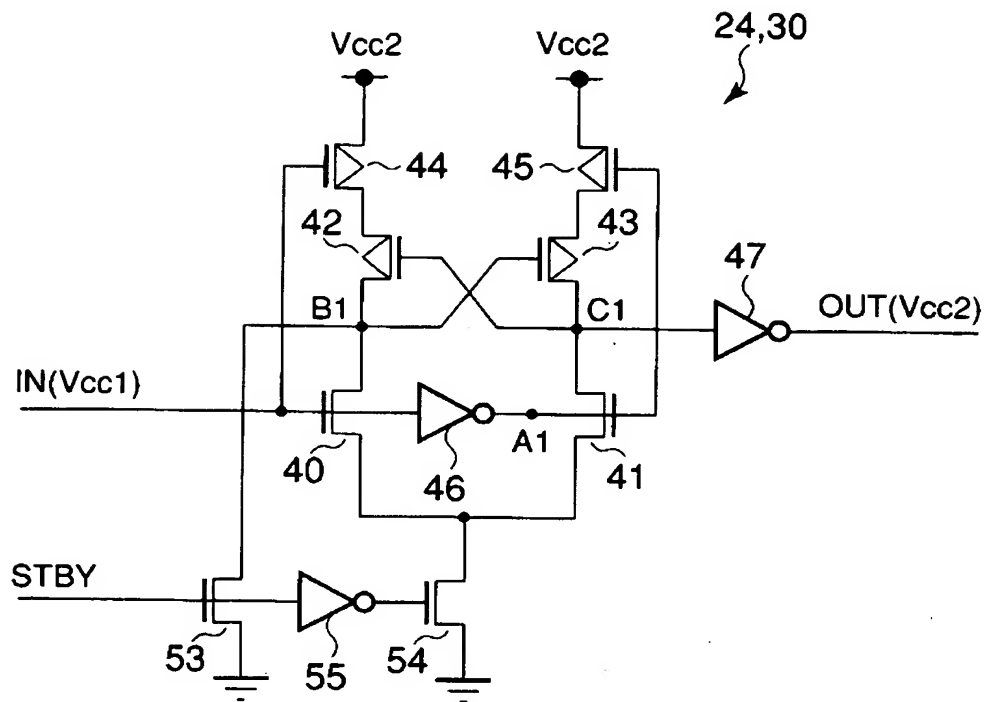 24,30
Vcc2 Vcc2
44 45
42 43
47
B1 C1 OUT(Vcc2)
IN(Vcc1)
A1
40 46 41
STBY
53 55 54